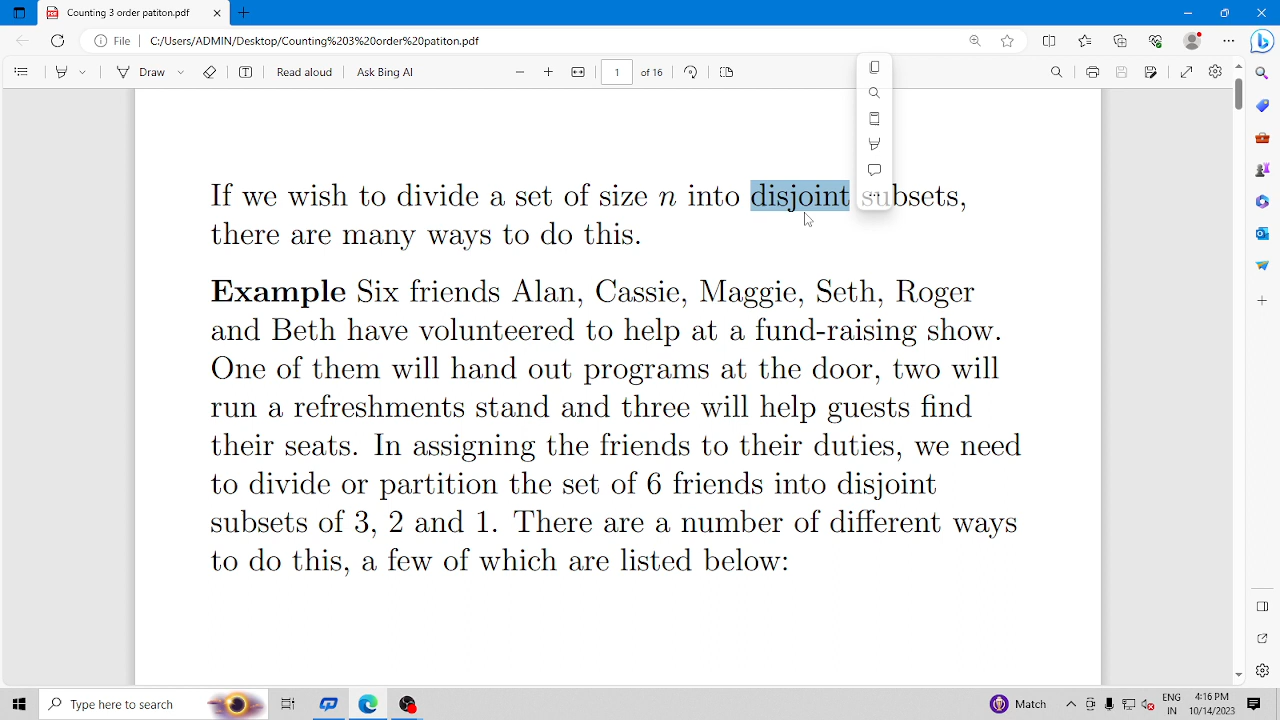 Counting 3 order patiton.pdf
File C:/Users/ADMIN/Desktop/Counting%203%20order%20patiton.pdf
Draw Read aloud Ask Bing AI 1 of 16
If we wish to divide a set of size n into disjoint subsets,
there are many ways to do this.
Example Six friends Alan, Cassie, Maggie, Seth, Roger
and Beth have volunteered to help at a fund-raising show.
One of them will hand out programs at the door, two will
run a refreshments stand and three will help guests find
their seats. In assigning the friends to their duties, we need
to divide or partition the set of 6 friends into disjoint
subsets of 3, 2 and 1. There are a number of different ways
to do this, a few of which are listed below:
Type here to search
Match
ENG
IN
4:16 PM
10/14/2023